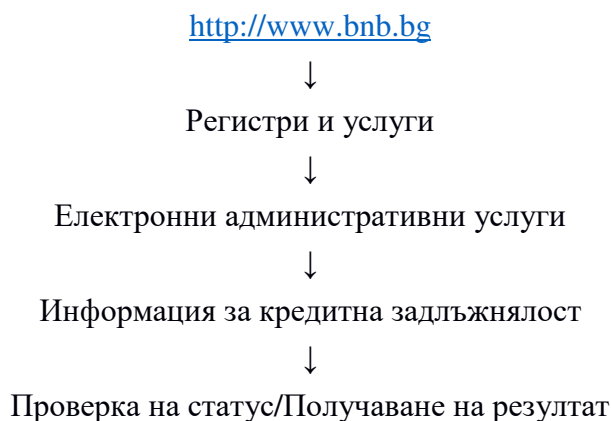 http://www.bnb.bg
↓
Регистри и услуги
↓
Електронни административни услуги
↓
Информация за кредитна задлъжнялост
↓
Проверка на статус/Получаване на резултат